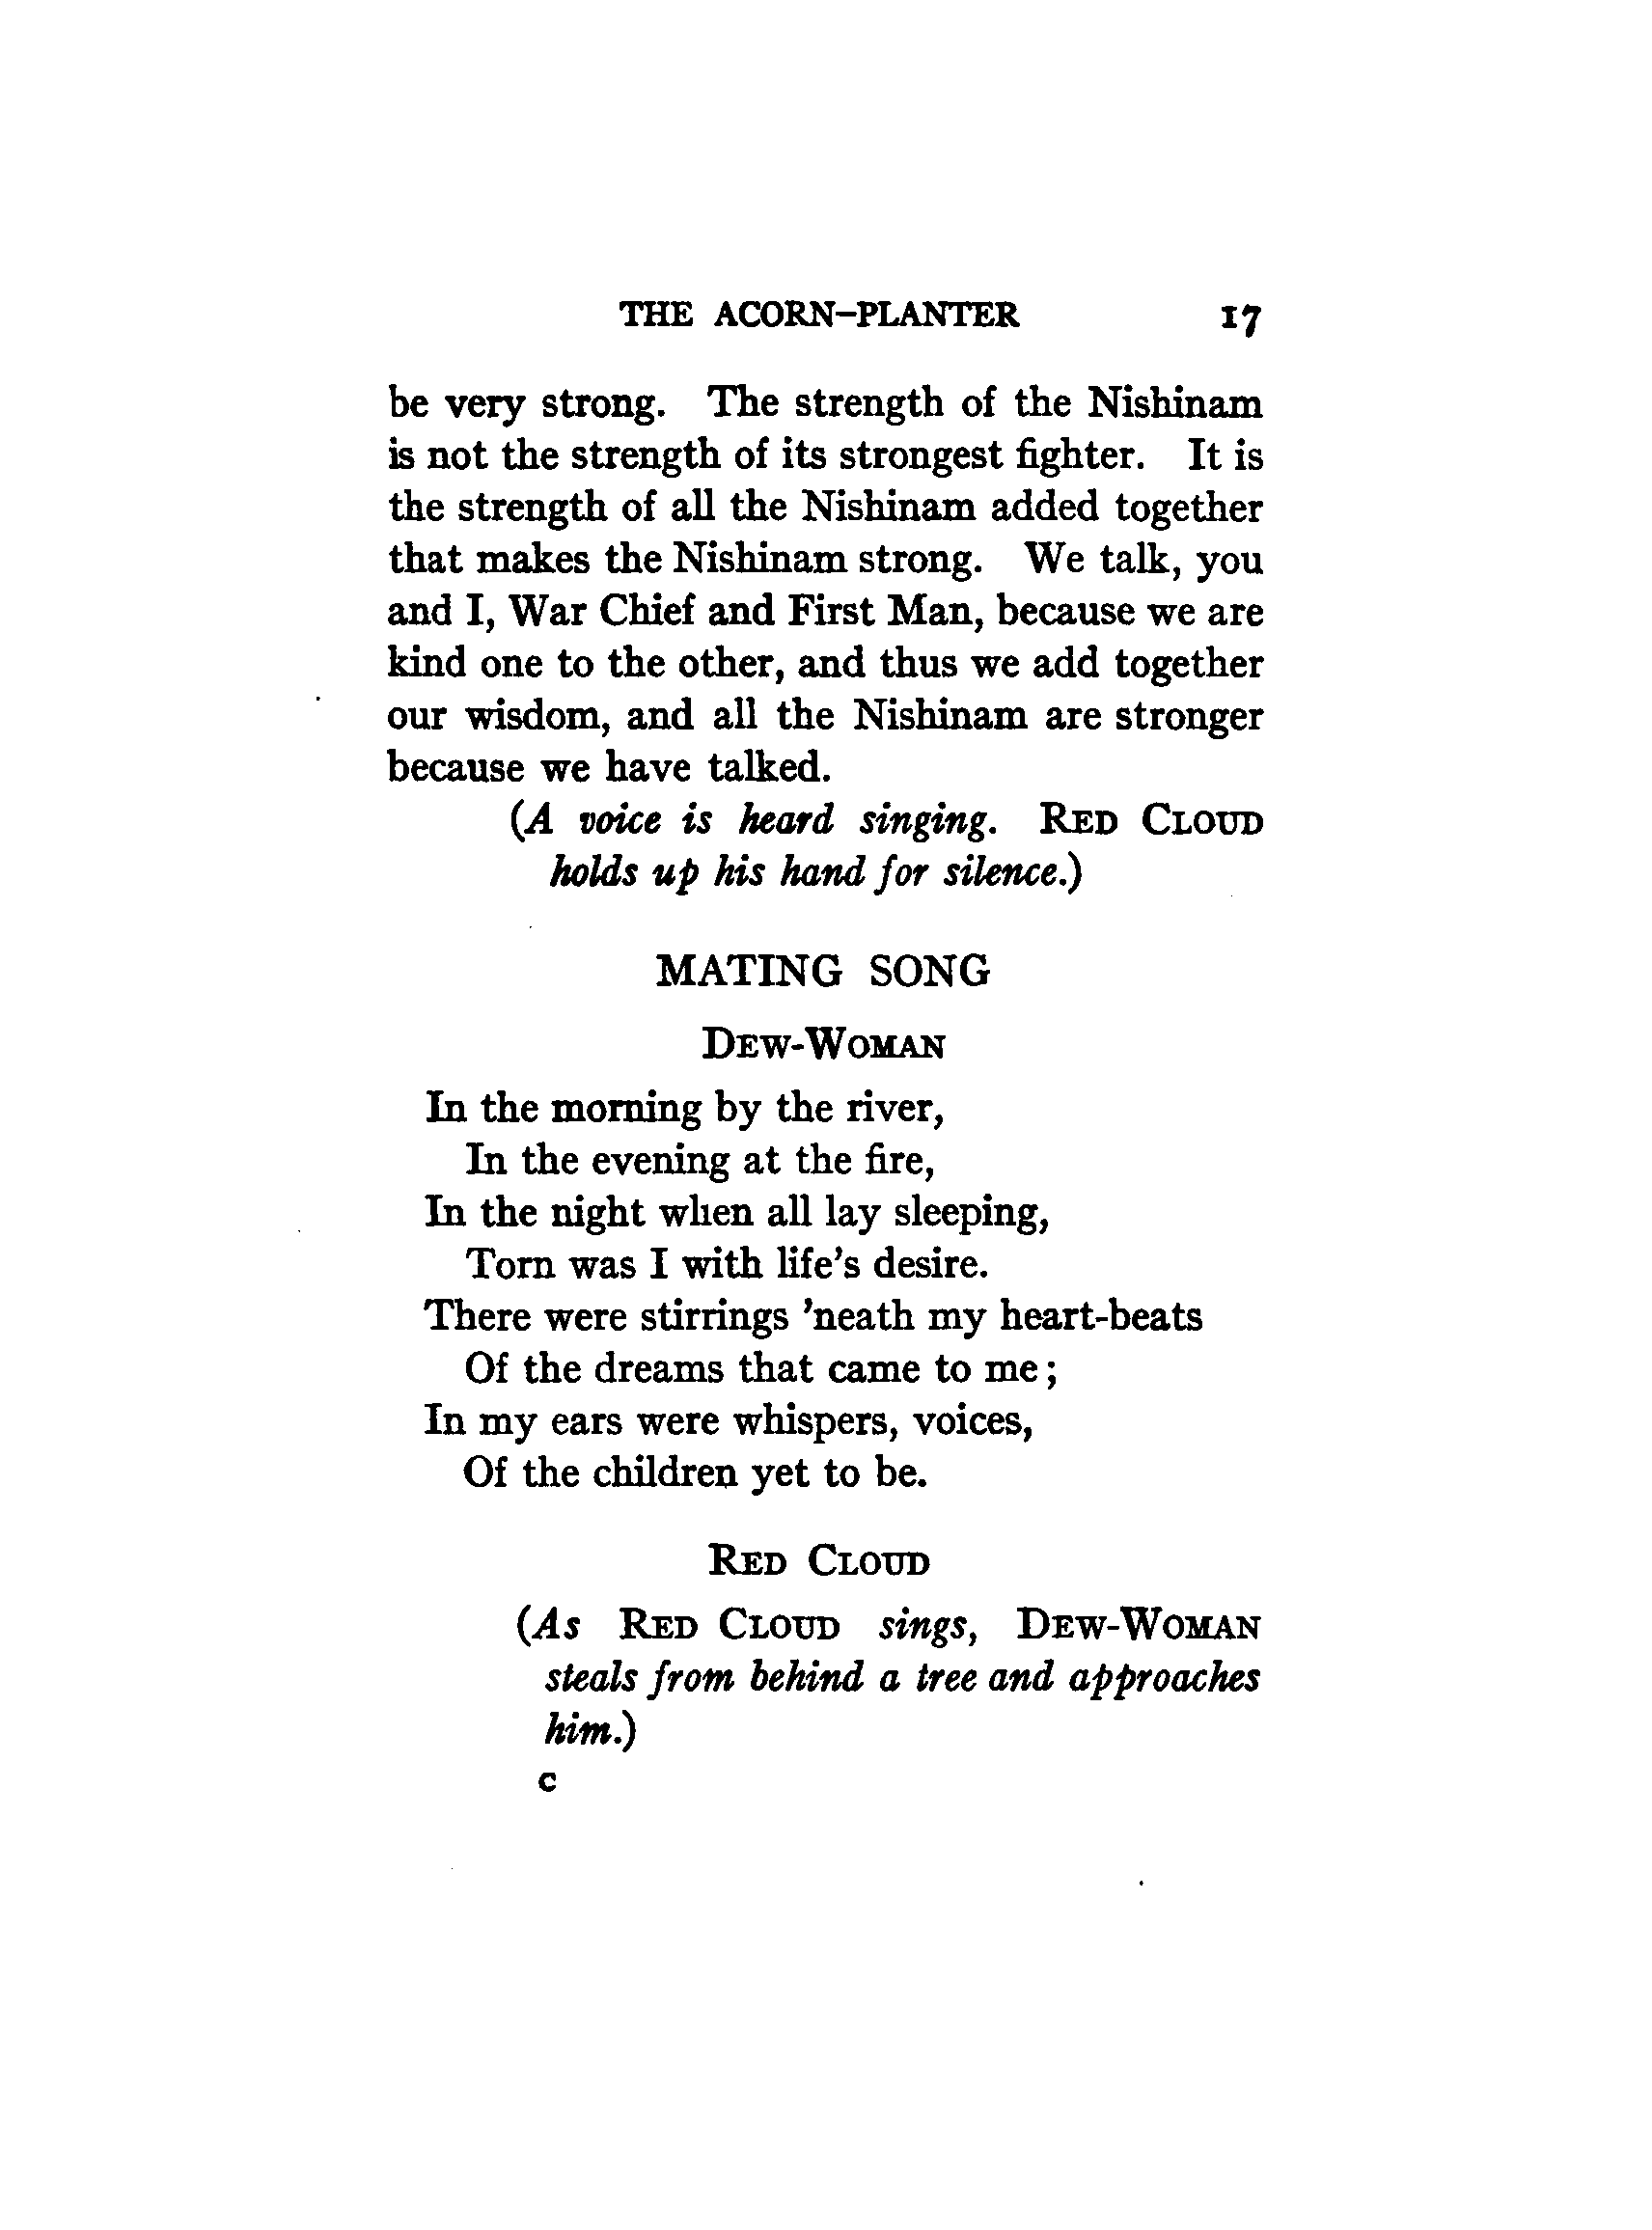 THE ACORN–PLANTER 17
be very strong. The strength of the Nishinam
is not the strength of its strongest fighter. It is
the strength of all the Nishinam added together
that makes the Nishinam strong. We talk, you
and I, War Chief and First Man, because we are
kind one to the other, and thus we add together
our wisdom, and all the Nishinam are stronger
because we have talked.
(A voice is heard singing. RED CLOUD
holds up his hand for silence.)
MATING SONG
DEW-WOMAN
In the morning by the river,
In the evening at the fire,
In the night when all lay sleeping,
Torn was I with life's desire.
There were stirrings 'neath my heart-beats
Of the dreams that came to me;
In my ears were whispers, voices,
Of the children yet to be.
RED CLOUD
(As RED CLOUD sings, DEW-WOMAN
steals from behind a tree and approaches
him.)
C